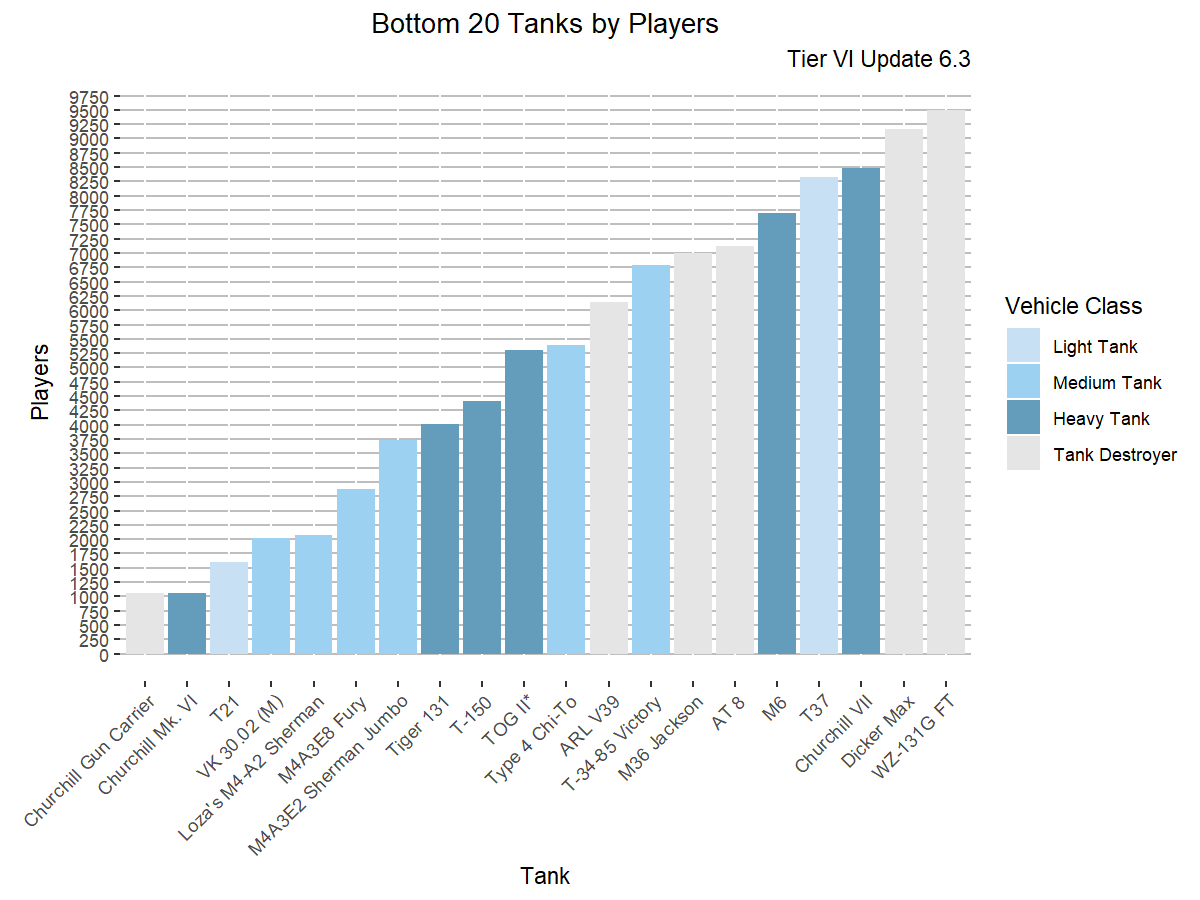 Bottom 20 Tanks by Players
Tier VI Update 6.3
Players
9750
9500
9250
9000
8750
8500
8250
8000
7750
7500
7250
7000
6750
6500
6250
6000
5750
5500
5250
5000
4750
4500
4250
4000
3750
3500
3250
3000
2750
2500
2250
2000
1750
1500
1250
1000
750
500
250
0
Churchill Gun Carrier
Churchill Mk. VI
T21
VK 30.02 (M)
Loza's M4-A2 Sherman
M4A3E8 Fury
M4A3E2 Sherman Jumbo
Tiger 131
T-150
TOG II*
Type 4 Chi-To
ARL V39
T-34-85 Victory
M36 Jackson
AT 8
M6
T37
Churchill VII
Dicker Max
WZ-131G FT
Tank
Vehicle Class
Light Tank
Medium Tank
Heavy Tank
Tank Destroyer